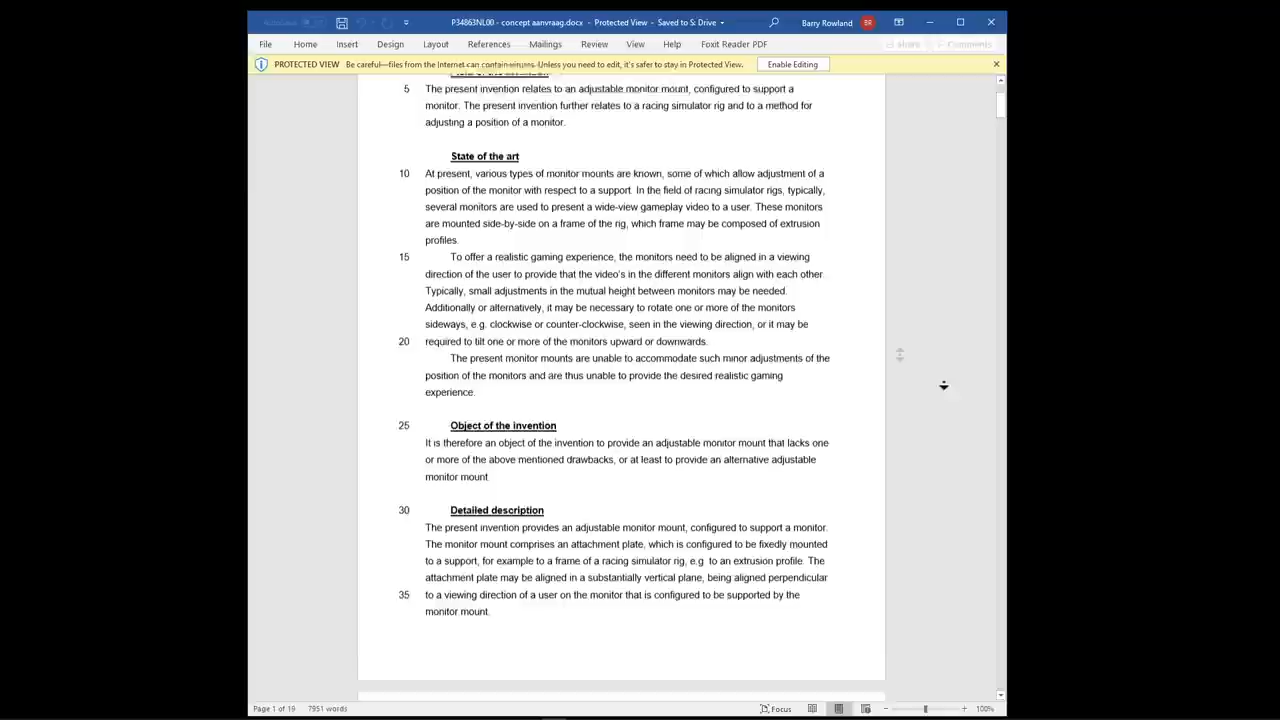 P34863NL00 - concept aanvraag.docx - Protected View - Saved to S: Drive
Barry Rowland BR
File Home Insert Design Layout References Mailings Review View Help Foxit Reader PDF Share Comments
PROTECTED VIEW Be careful—files from the Internet can contain viruses. Unless you need to edit, it's safer to stay in Protected View. Enable Editing
5 The present invention relates to an adjustable monitor mount, configured to support a
monitor. The present invention further relates to a racing simulator rig and to a method for
adjusting a position of a monitor.
State of the art
10 At present, various types of monitor mounts are known, some of which allow adjustment of a
position of the monitor with respect to a support. In the field of racing simulator rigs, typically,
several monitors are used to present a wide-view gameplay video to a user. These monitors
are mounted side-by-side on a frame of the rig, which frame may be composed of extrusion
profiles.
15 To offer a realistic gaming experience, the monitors need to be aligned in a viewing
direction of the user to provide that the video's in the different monitors align with each other.
Typically, small adjustments in the mutual height between monitors may be needed.
Additionally or alternatively, it may be necessary to rotate one or more of the monitors
sideways, e.g. clockwise or counter-clockwise, seen in the viewing direction, or it may be
20 required to tilt one or more of the monitors upward or downwards.
The present monitor mounts are unable to accommodate such minor adjustments of the
position of the monitors and are thus unable to provide the desired realistic gaming
experience.
25 Object of the invention
It is therefore an object of the invention to provide an adjustable monitor mount that lacks one
or more of the above mentioned drawbacks, or at least to provide an alternative adjustable
monitor mount.
30 Detailed description
The present invention provides an adjustable monitor mount, configured to support a monitor.
The monitor mount comprises an attachment plate, which is configured to be fixedly mounted
to a support, for example to a frame of a racing simulator rig, e.g. to an extrusion profile. The
attachment plate may be aligned in a substantially vertical plane, being aligned perpendicular
35 to a viewing direction of a user on the monitor that is configured to be supported by the
monitor mount.
Page 1 of 19 7951 words Focus 100%